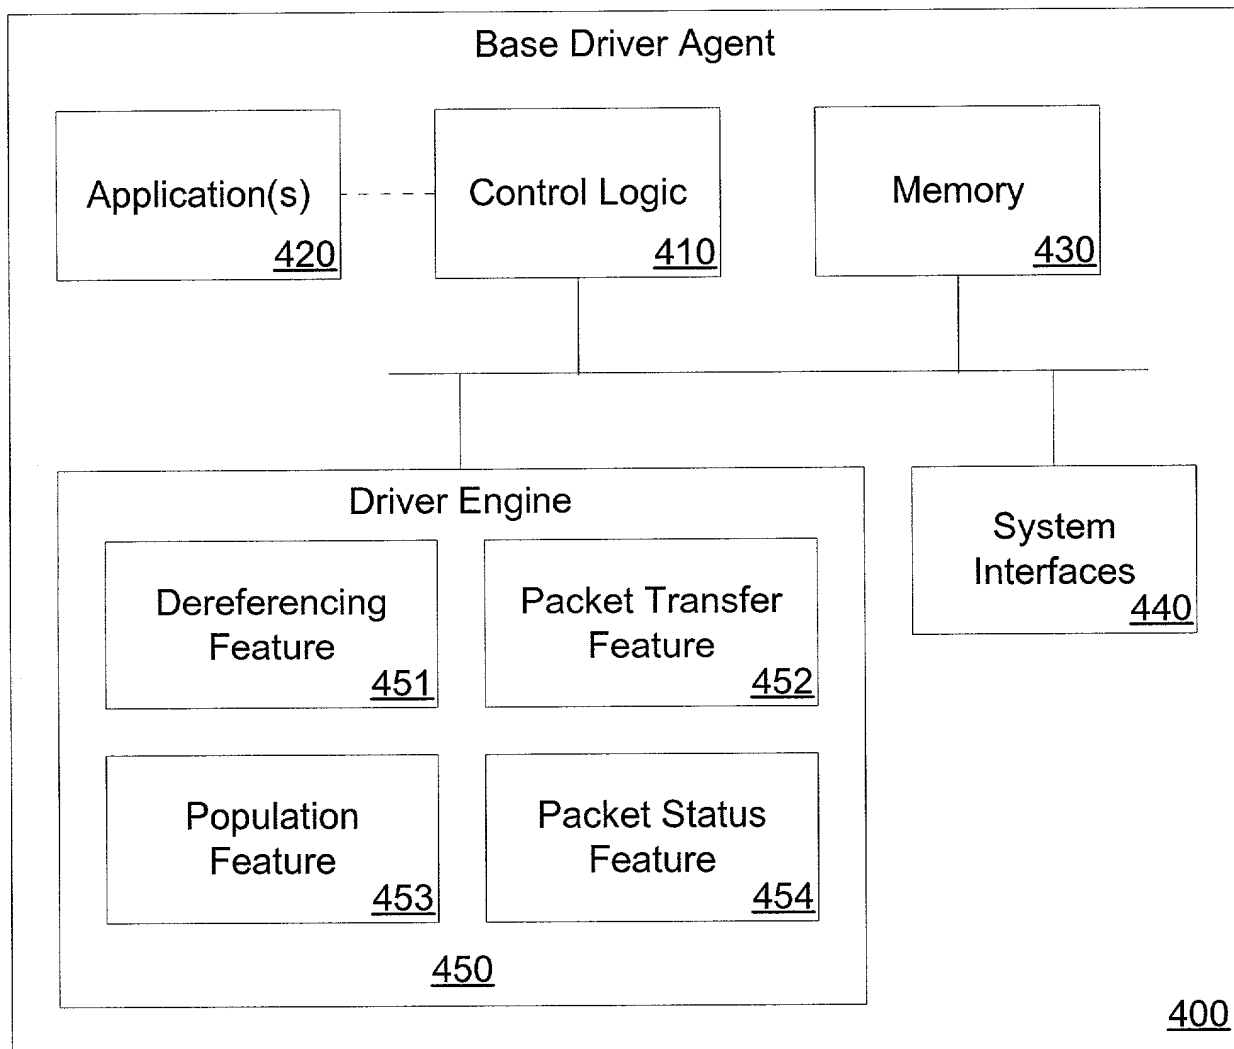 Base Driver Agent
Application(s)
420
Control Logic
410
Memory
430
Driver Engine
Dereferencing
Feature
451
Packet Transfer
Feature
452
Population
Feature
453
Packet Status
Feature
454
450
System
Interfaces
440
400